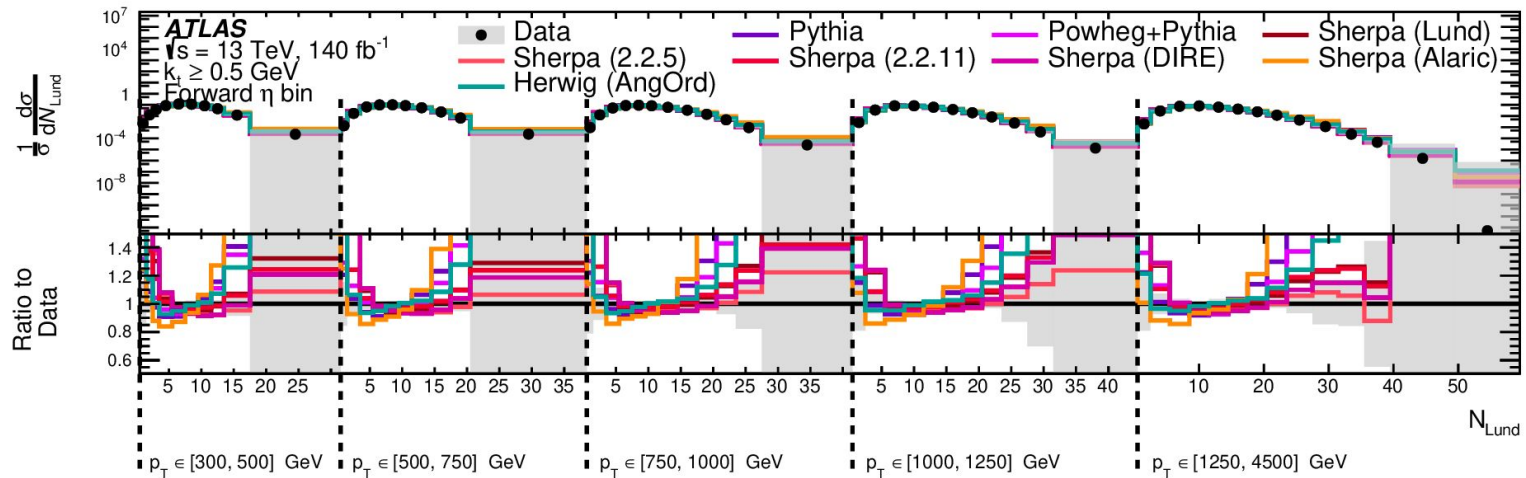 ATLAS
√s = 13 TeV, 140 fb⁻¹
k_t ≥ 0.5 GeV
Forward η bin
Data
Pythia
Powheg+Pythia
Sherpa (Lund)
Sherpa (2.2.5)
Sherpa (2.2.11)
Sherpa (DIRE)
Sherpa (Alaric)
Herwig (AngOrd)
1/σ dσ/dN_Lund
10⁷
10⁴
10
10⁻¹
10⁻⁴
10⁻⁸
Ratio to
Data
1.4
1.2
1
0.8
0.6
5 10 15 20 25
5 10 15 20 25 30 35
5 10 15 20 25 30 35
5 10 15 20 25 30 35 40
10 20 30 40 50
N_Lund
p_T ∈ [300, 500] GeV
p_T ∈ [500, 750] GeV
p_T ∈ [750, 1000] GeV
p_T ∈ [1000, 1250] GeV
p_T ∈ [1250, 4500] GeV